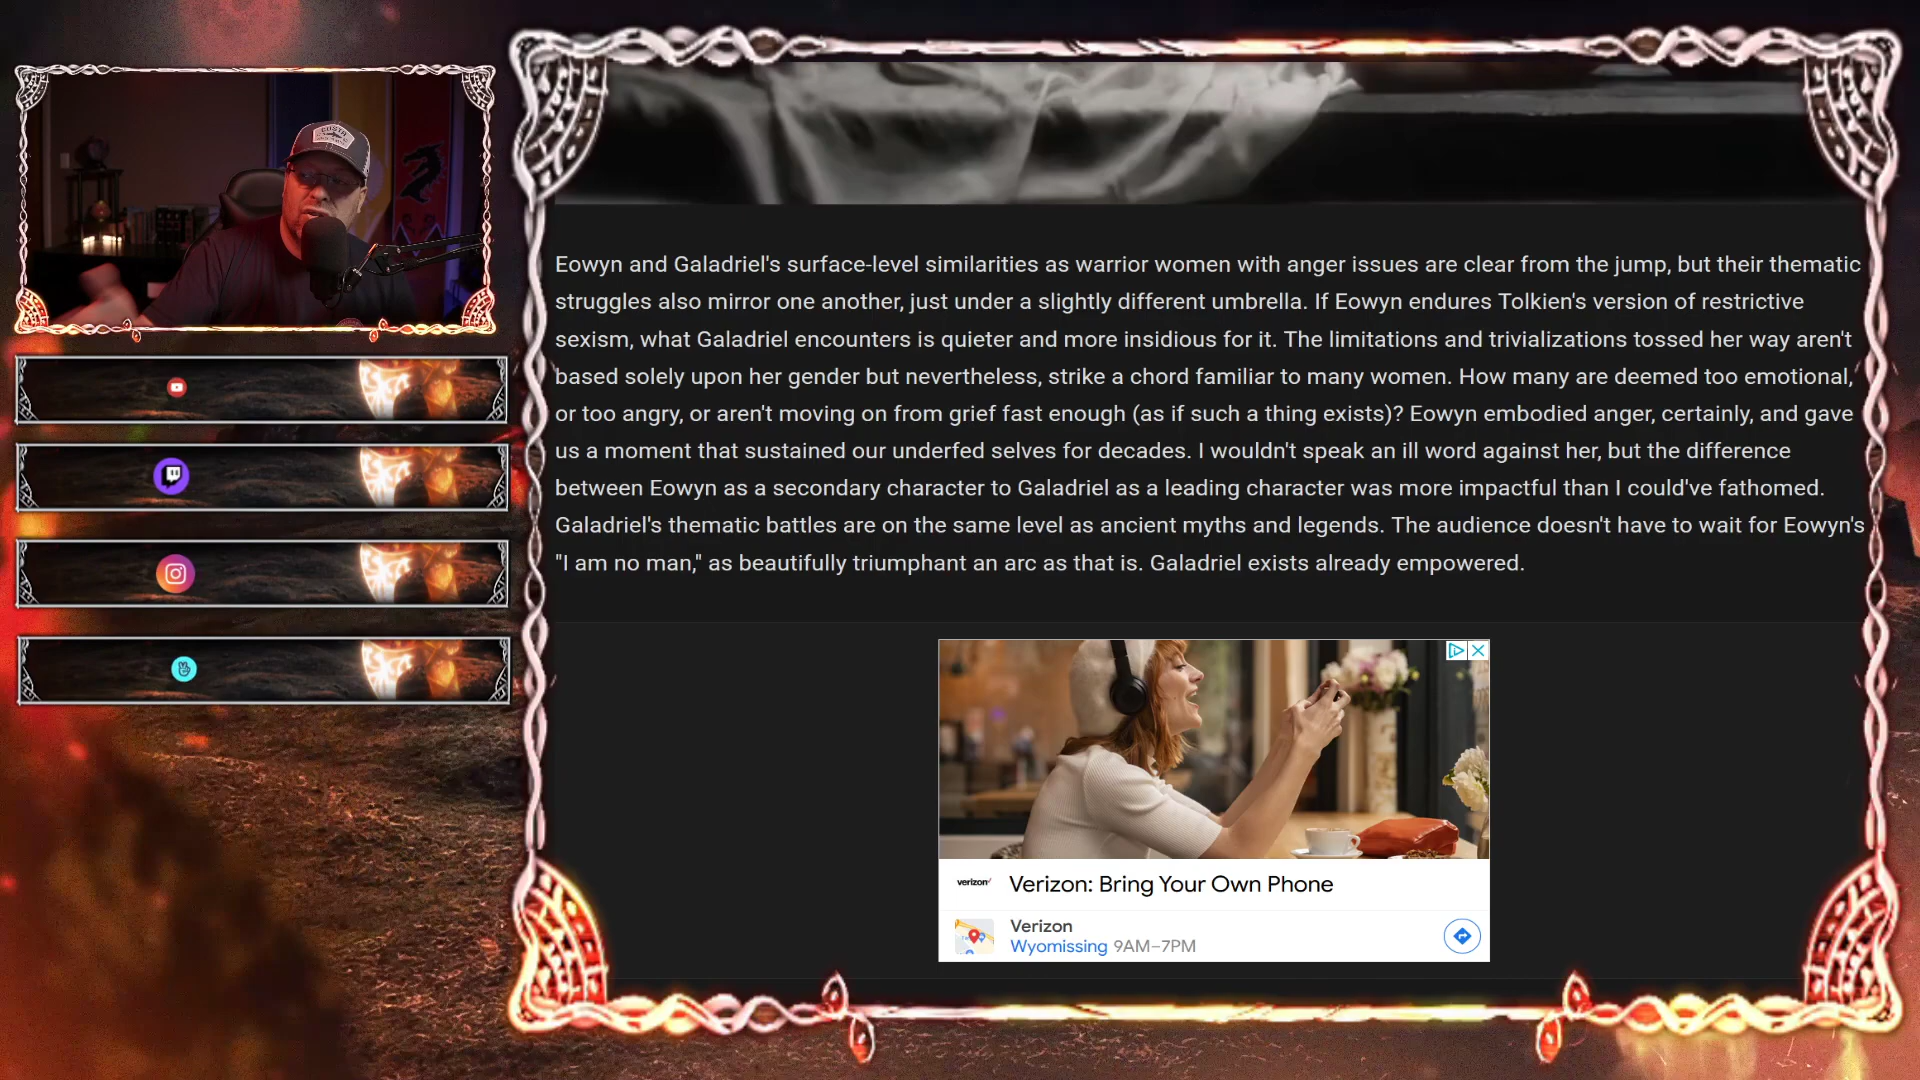 COSTA
Eowyn and Galadriel's surface-level similarities as warrior women with anger issues are clear from the jump, but their thematic
struggles also mirror one another, just under a slightly different umbrella. If Eowyn endures Tolkien's version of restrictive
sexism, what Galadriel encounters is quieter and more insidious for it. The limitations and trivializations tossed her way aren't
based solely upon her gender but nevertheless, strike a chord familiar to many women. How many are deemed too emotional,
or too angry, or aren't moving on from grief fast enough (as if such a thing exists)? Eowyn embodied anger, certainly, and gave
us a moment that sustained our underfed selves for decades. I wouldn't speak an ill word against her, but the difference
between Eowyn as a secondary character to Galadriel as a leading character was more impactful than I could've fathomed.
Galadriel's thematic battles are on the same level as ancient myths and legends. The audience doesn't have to wait for Eowyn's
"I am no man," as beautifully triumphant an arc as that is. Galadriel exists already empowered.
verizon
Verizon: Bring Your Own Phone
Verizon
Wyomissing 9AM–7PM